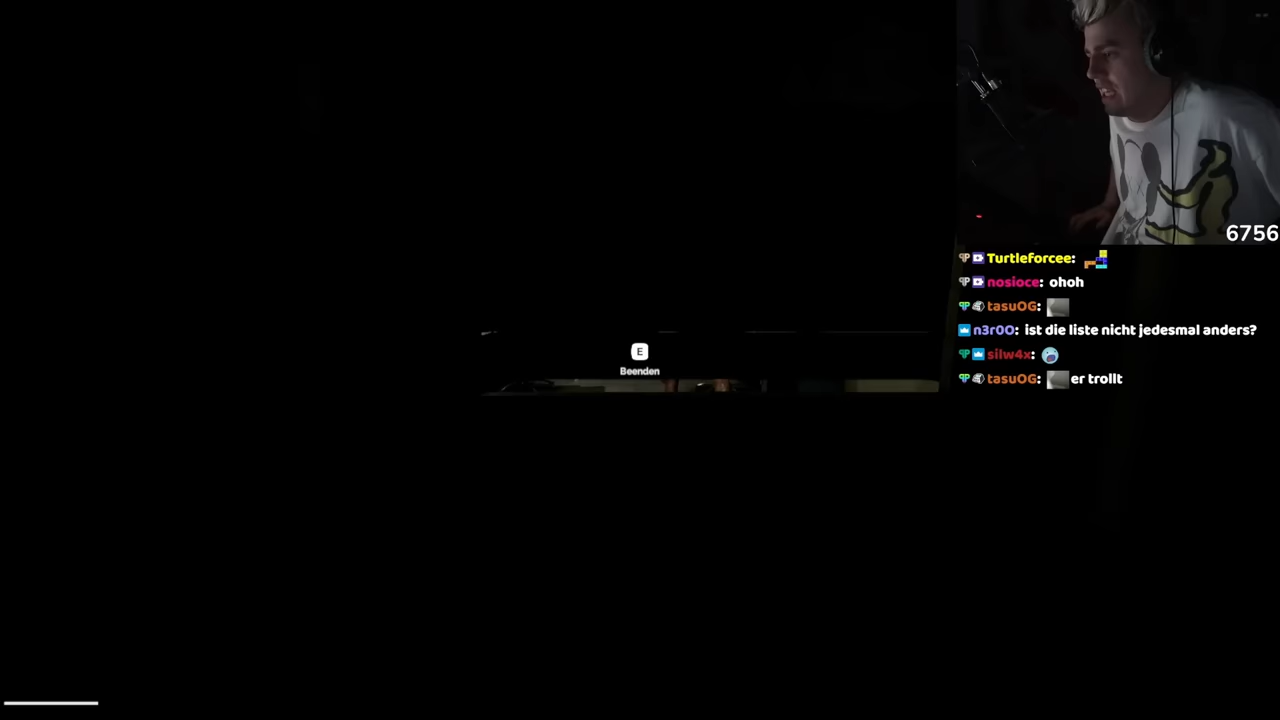 6756
Turtleforcee:
nosioce: ohoh
tasuOG:
n3r0O: ist die liste nicht jedesmal anders?
silw4x:
tasuOG: er trollt
E
Beenden